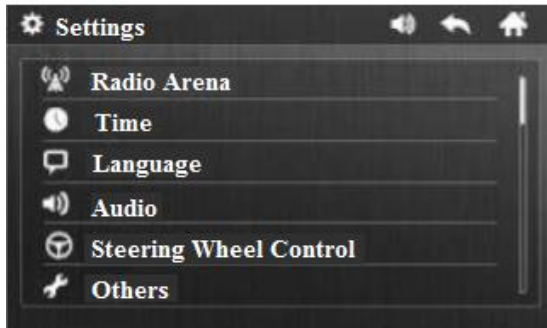 Settings
Radio Arena
Time
Language
Audio
Steering Wheel Control
Others